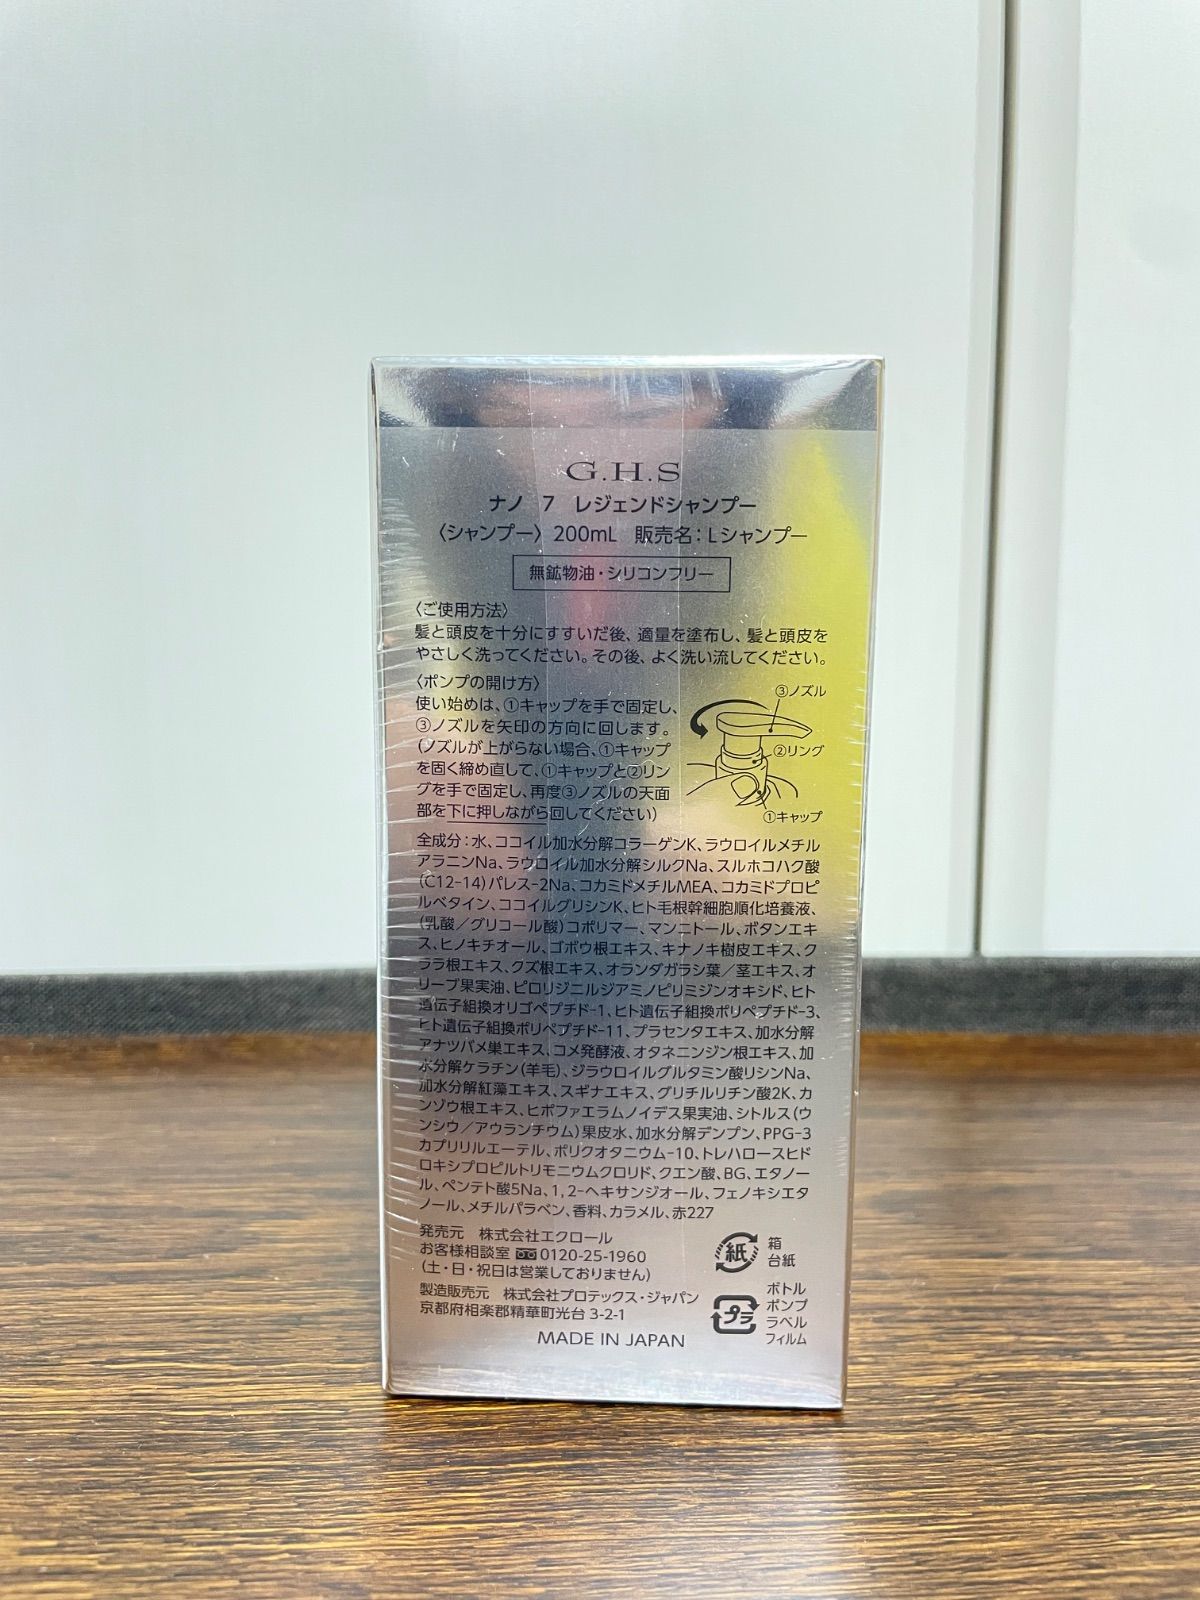 G.H.S
ナノ 7 レジェンドシャンプー
〈シャンプー〉 200mL 販売名：Lシャンプー
無鉱物油・シリコンフリー
〈ご使用方法〉
髪と頭皮を十分にすすいだ後、適量を塗布し、髪と頭皮を
やさしく洗ってください。その後、よく洗い流してください。
〈ポンプの開け方〉
使い始めは、①キャップを手で固定し、
③ノズルを矢印の方向に回します。
(ノズルが上がらない場合、①キャップ
を固く締め直して、①キャップと②リン
グを手で固定し、再度③ノズルの天面
部を下に押しながら回してください)
③ノズル
②リング
①キャップ
全成分：水、ココイル加水分解コラーゲンK、ラウロイルメチル
アラニンNa、ラウロイル加水分解シルクNa、スルホコハク酸
(C12-14)パレス-2Na、コカミドメチルMEA、コカミドプロピ
ルベタイン、ココイルグリシンK、ヒト毛根幹細胞順化培養液、
(乳酸／グリコール酸)コポリマー、マンニトール、ボタンエキ
ス、ヒノキチオール、ゴボウ根エキス、キナノキ樹皮エキス、ク
ララ根エキス、クズ根エキス、オランダガラシ葉／茎エキス、オ
リーブ果実油、ピロリジニルジアミノピリミジンオキシド、ヒト
遺伝子組換オリゴペプチド-1、ヒト遺伝子組換ポリペプチド-3、
ヒト遺伝子組換ポリペプチド-11、プラセンタエキス、加水分解
アナツバメ巣エキス、コメ発酵液、オタネニンジン根エキス、加
水分解ケラチン(羊毛)、ジラウロイルグルタミン酸リシンNa、
加水分解紅藻エキス、スギナエキス、グリチルリチン酸2K、カ
ンゾウ根エキス、ヒポファエラムノイデス果実油、シトルス(ウ
ンシウ／アウランチウム)果皮水、加水分解デンプン、PPG-3
カプリリルエーテル、ポリクオタニウム-10、トレハロースヒド
ロキシプロピルトリモニウムクロリド、クエン酸、BG、エタノー
ル、ペンテト酸5Na、1,2-ヘキサンジオール、フェノキシエタ
ノール、メチルパラベン、香料、カラメル、赤227
発売元 株式会社エクロール
お客様相談室 0120-25-1960
(土・日・祝日は営業しておりません)
製造販売元 株式会社プロテックス・ジャパン
京都府相楽郡精華町光台 3-2-1
MADE IN JAPAN
紙
箱
台紙
プラ
ボトル
ポンプ
ラベル
フィルム